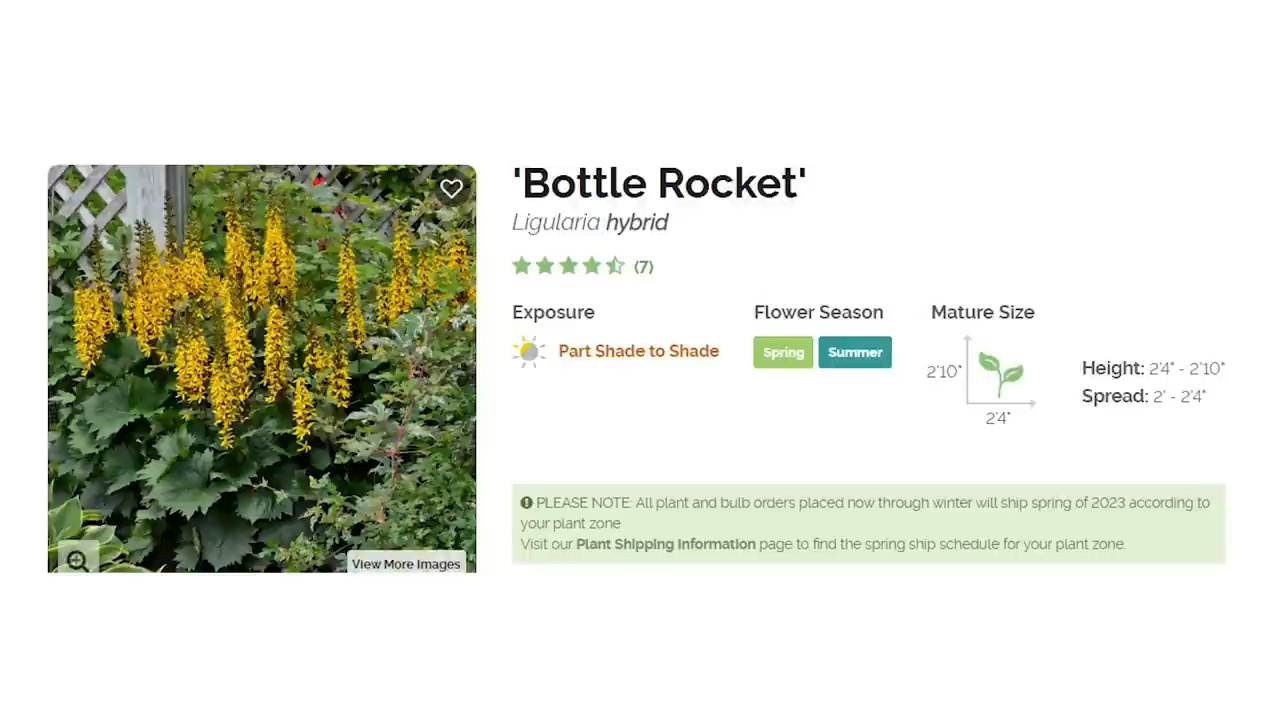 'Bottle Rocket'
Ligularia hybrid
(7)
Exposure
Part Shade to Shade
Flower Season
Spring
Summer
Mature Size
2'10"
2'4"
Height: 2'4" - 2'10"
Spread: 2' - 2'4"
PLEASE NOTE: All plant and bulb orders placed now through winter will ship spring of 2023 according to
your plant zone
Visit our Plant Shipping Information page to find the spring ship schedule for your plant zone.
View More Images